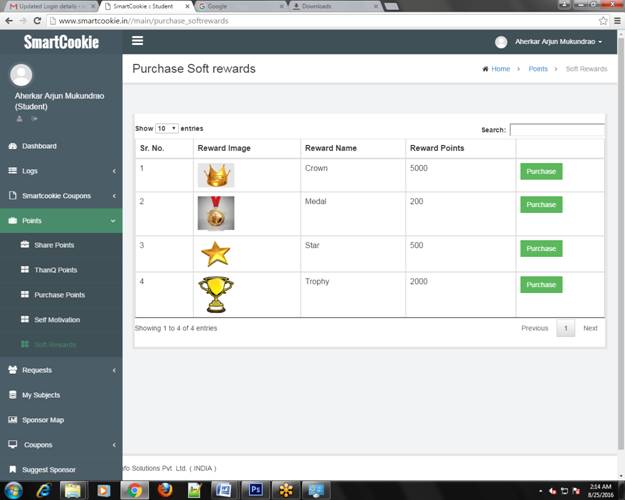 Updated Login details -
SmartCookie :: Student
Google
Downloads
www.smartcookie.in//main/purchase_softrewards
SmartCookie
Aherkar Arjun Mukundrao
Aherkar Arjun Mukundrao
(Student)
Purchase Soft rewards
Home > Points > Soft Rewards
Dashboard
Logs
Smartcookie Coupons
Points
Share Points
ThanQ Points
Purchase Points
Self Motivation
Soft Rewards
Requests
My Subjects
Sponsor Map
Coupons
Suggest Sponsor
Show 10 entries
Search:
Sr. No. Reward Image Reward Name Reward Points
1 Crown 5000 Purchase
2 Medal 200 Purchase
3 Star 500 Purchase
4 Trophy 2000 Purchase
Showing 1 to 4 of 4 entries
Previous 1 Next
nfo Solutions Pvt. Ltd. ( INDIA )
W
Ps
2:14 AM
8/25/2016